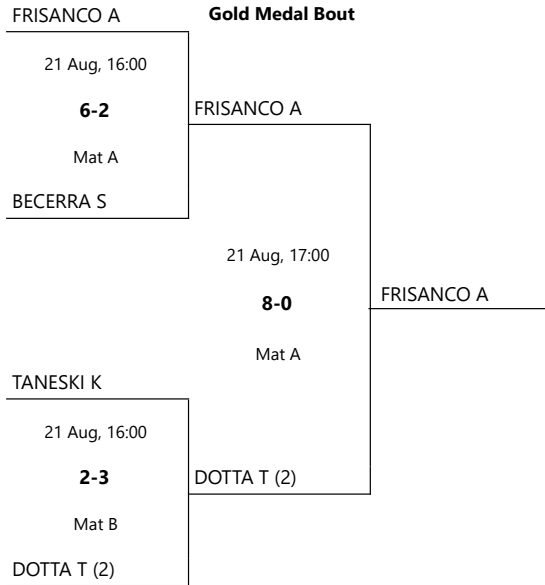 FRISANCO A
Gold Medal Bout
21 Aug, 16:00
6-2
FRISANCO A
Mat A
BECERRA S
21 Aug, 17:00
8-0
FRISANCO A
Mat A
TANESKI K
21 Aug, 16:00
2-3
DOTTA T (2)
Mat B
DOTTA T (2)